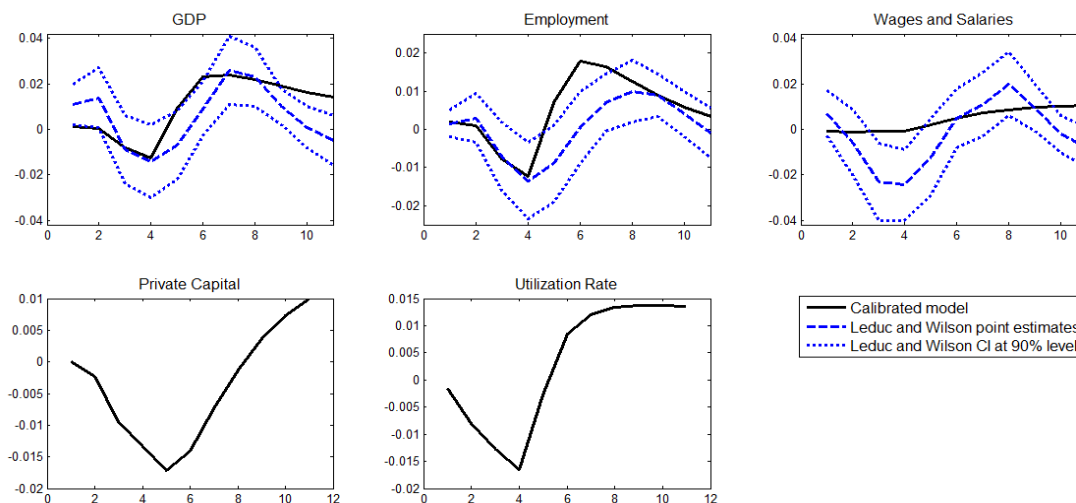 GDP
0.04
0.02
0
-0.02
-0.04
0 2 4 6 8 10
Employment
0.02
0.01
0
-0.01
-0.02
0 2 4 6 8 10
Wages and Salaries
0.04
0.02
0
-0.02
-0.04
0 2 4 6 8 10
Private Capital
0.01
0.005
0
-0.005
-0.01
-0.015
-0.02
0 2 4 6 8 10 12
Utilization Rate
0.015
0.01
0.005
0
-0.005
-0.01
-0.015
-0.02
0 2 4 6 8 10 12
Calibrated model
Leduc and Wilson point estimates
Leduc and Wilson CI at 90% level